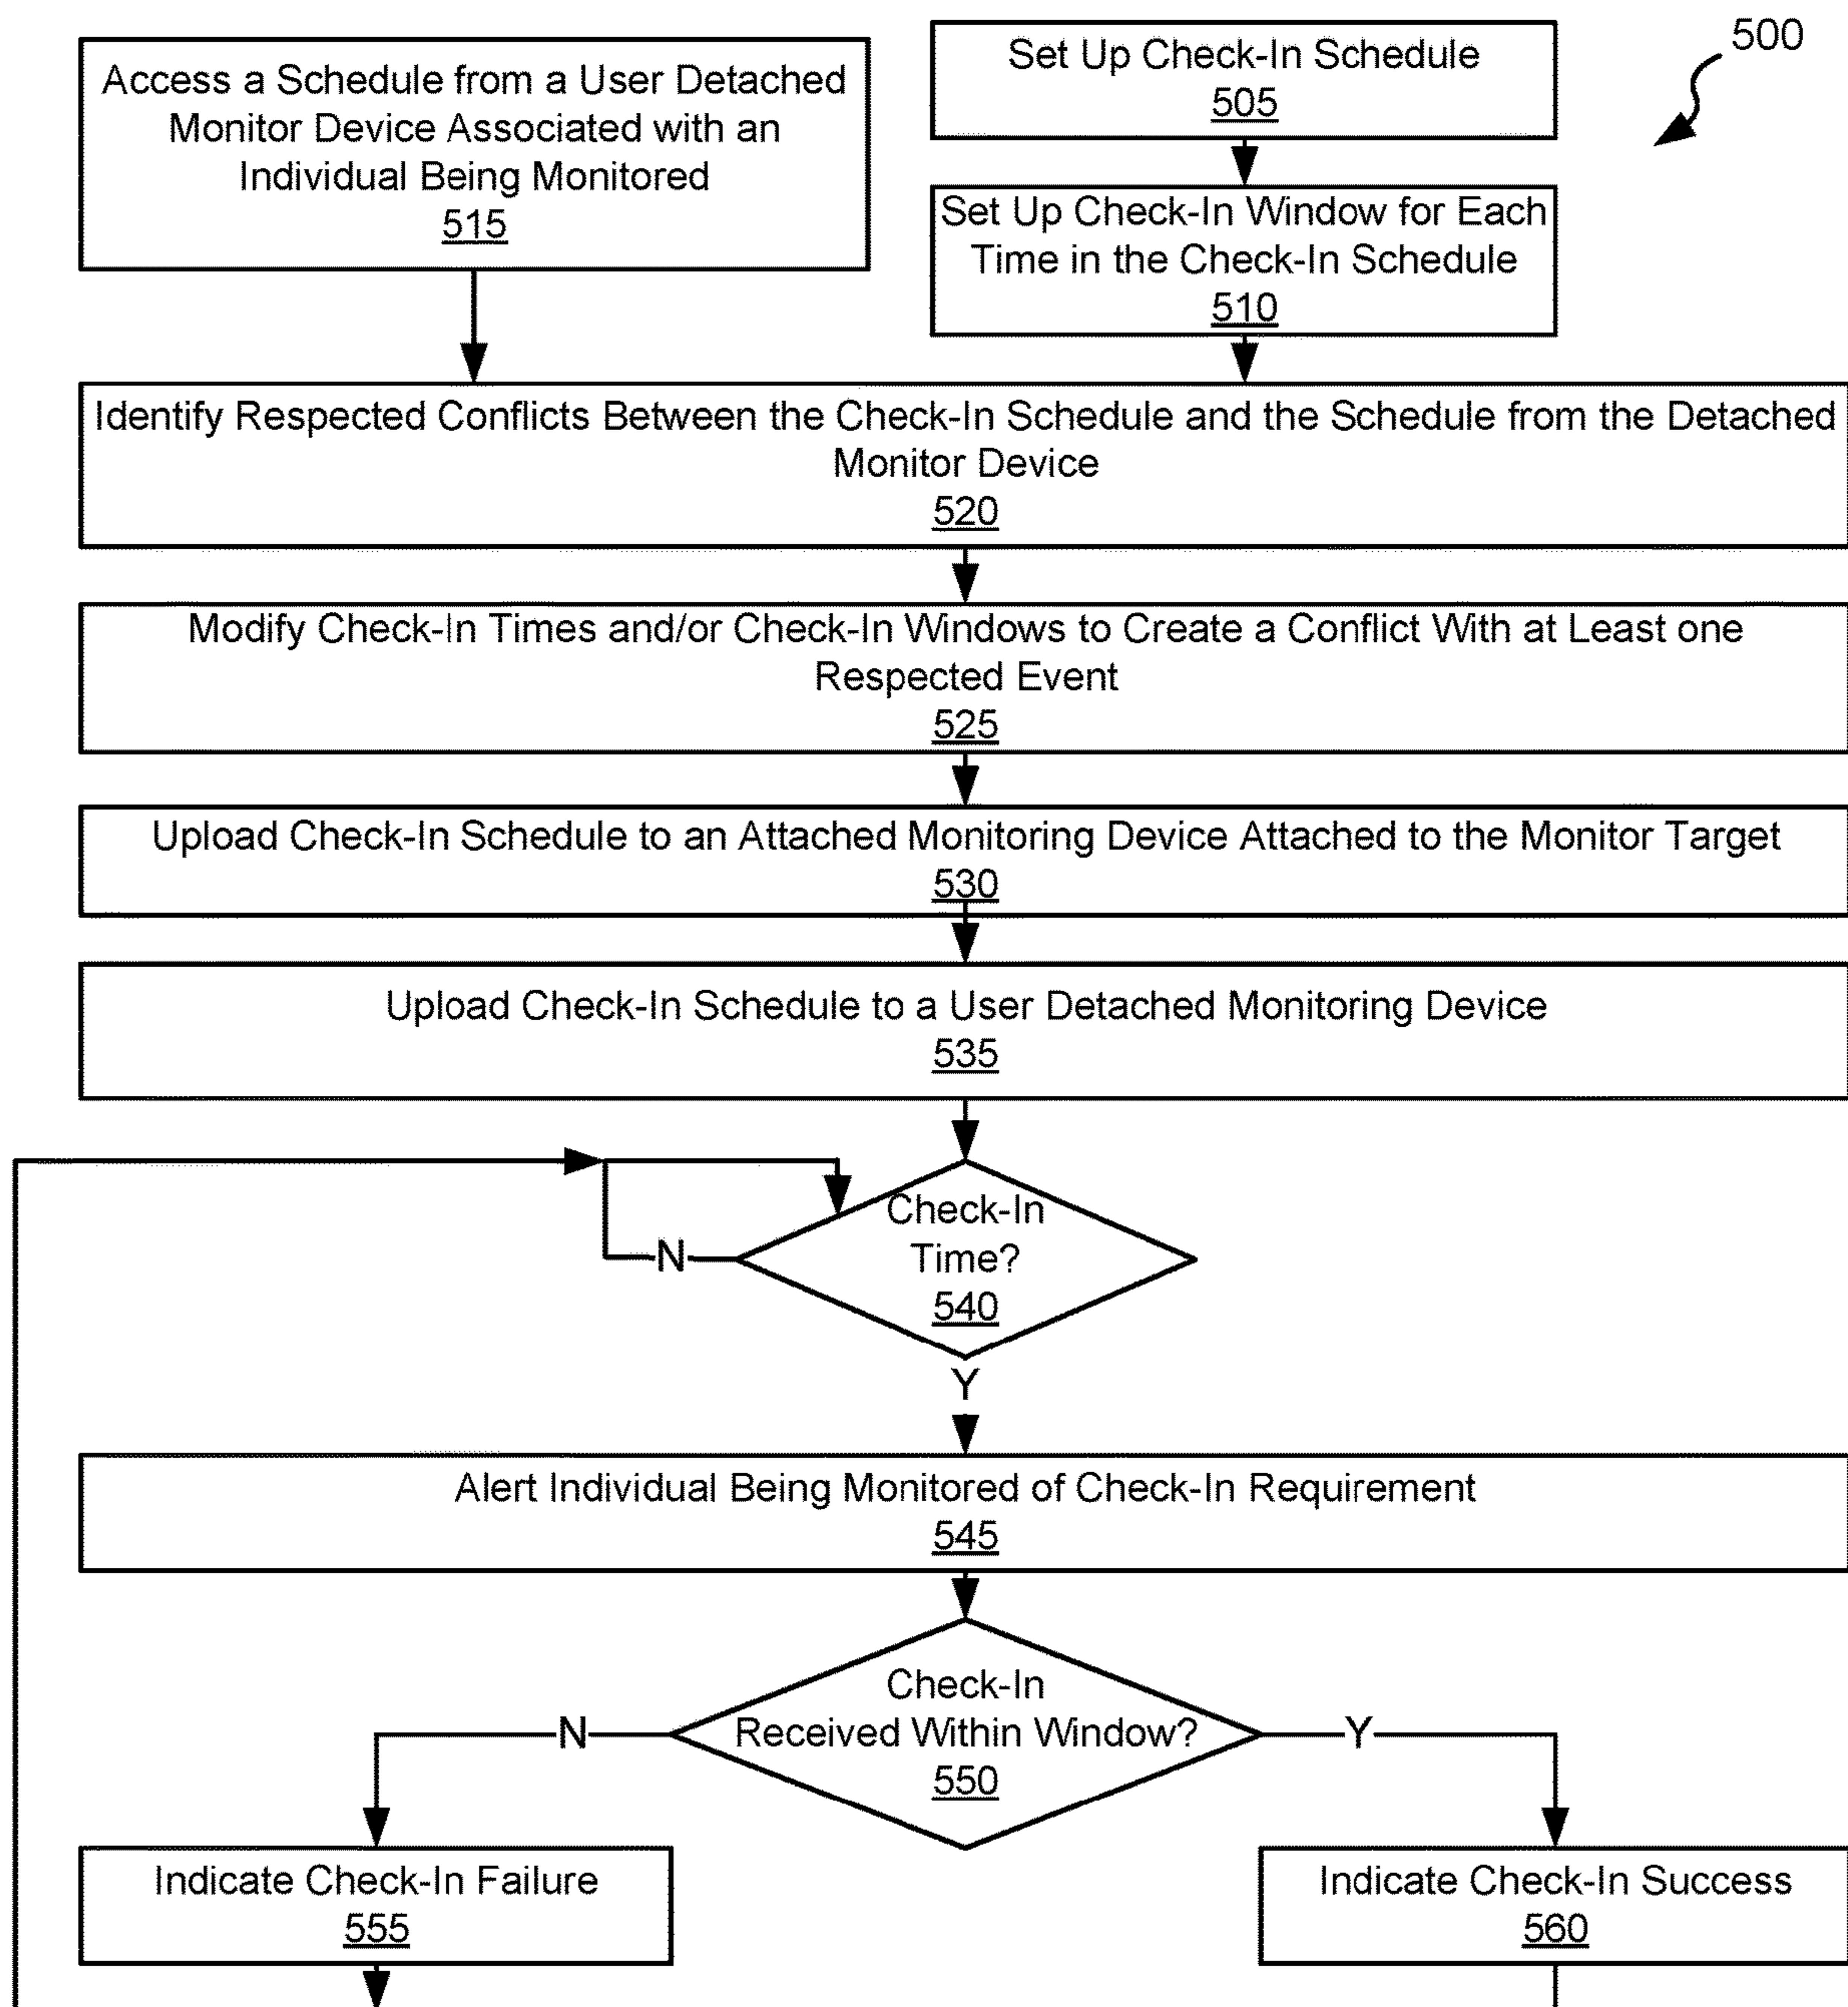 500
Access a Schedule from a User Detached
Monitor Device Associated with an
Individual Being Monitored
515
Set Up Check-In Schedule
505
Set Up Check-In Window for Each
Time in the Check-In Schedule
510
Identify Respected Conflicts Between the Check-In Schedule and the Schedule from the Detached
Monitor Device
520
Modify Check-In Times and/or Check-In Windows to Create a Conflict With at Least one
Respected Event
525
Upload Check-In Schedule to an Attached Monitoring Device Attached to the Monitor Target
530
Upload Check-In Schedule to a User Detached Monitoring Device
535
Check-In
Time?
540
N
Y
Alert Individual Being Monitored of Check-In Requirement
545
Check-In
Received Within Window?
550
N
Y
Indicate Check-In Failure
555
Indicate Check-In Success
560